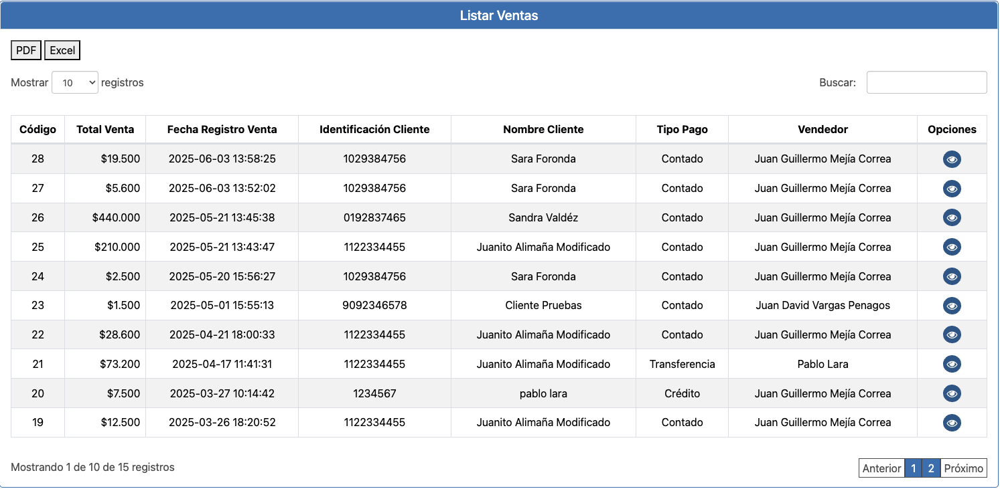 Listar Ventas
PDF Excel
Mostrar 10 registros Buscar:
Código Total Venta Fecha Registro Venta Identificación Cliente Nombre Cliente Tipo Pago Vendedor Opciones
28 $19.500 2025-06-03 13:58:25 1029384756 Sara Foronda Contado Juan Guillermo Mejía Correa
27 $5.600 2025-06-03 13:52:02 1029384756 Sara Foronda Contado Juan Guillermo Mejía Correa
26 $440.000 2025-05-21 13:45:38 0192837465 Sandra Valdéz Contado Juan Guillermo Mejía Correa
25 $210.000 2025-05-21 13:43:47 1122334455 Juanito Alimaña Modificado Contado Juan Guillermo Mejía Correa
24 $2.500 2025-05-20 15:56:27 1029384756 Sara Foronda Contado Juan Guillermo Mejía Correa
23 $1.500 2025-05-01 15:55:13 9092346578 Cliente Pruebas Contado Juan David Vargas Penagos
22 $28.600 2025-04-21 18:00:33 1122334455 Juanito Alimaña Modificado Contado Juan Guillermo Mejía Correa
21 $73.200 2025-04-17 11:41:31 1122334455 Juanito Alimaña Modificado Transferencia Pablo Lara
20 $7.500 2025-03-27 10:14:42 1234567 pablo lara Crédito Juan Guillermo Mejía Correa
19 $12.500 2025-03-26 18:20:52 1122334455 Juanito Alimaña Modificado Contado Juan Guillermo Mejía Correa
Mostrando 1 de 10 de 15 registros Anterior 1 2 Próximo